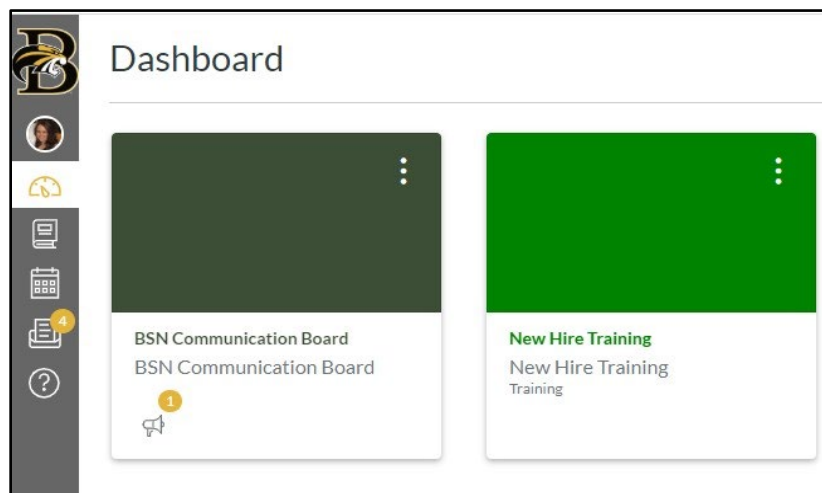 B
Dashboard
4
?
BSN Communication Board
BSN Communication Board
1
New Hire Training
New Hire Training
Training